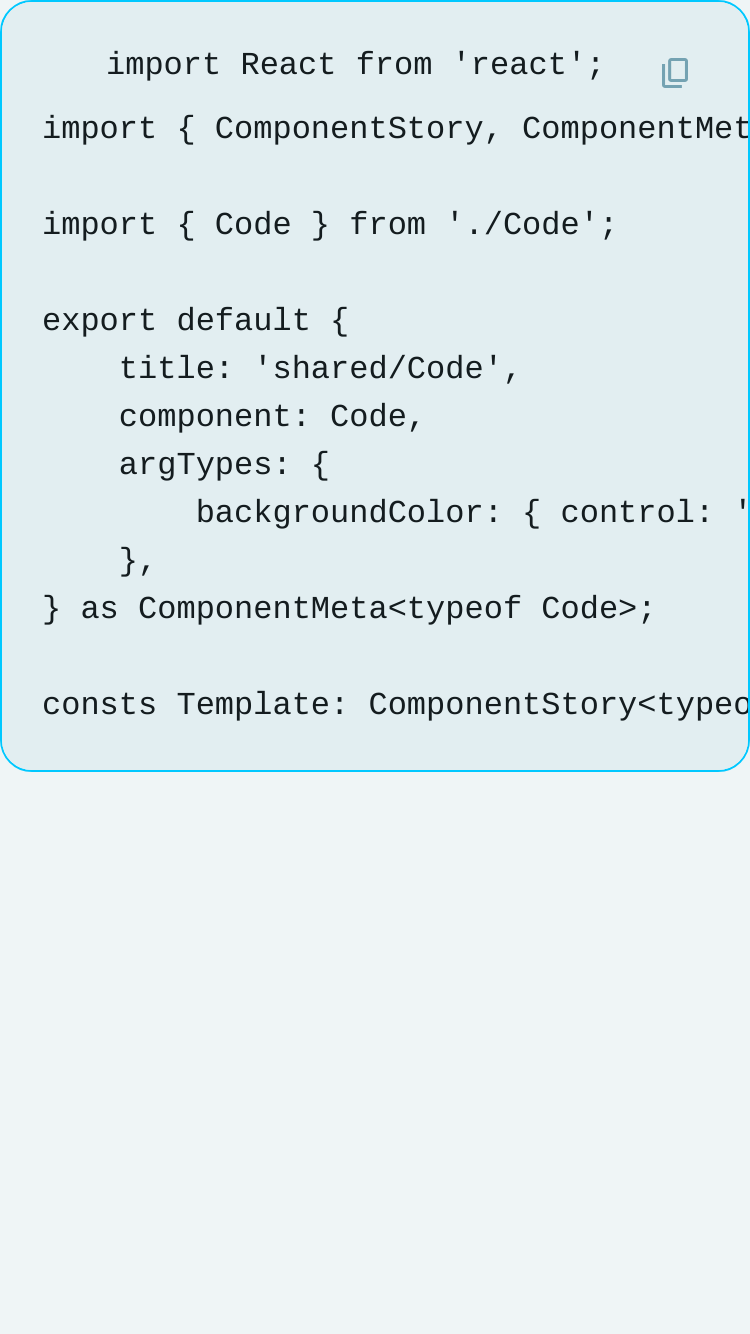 import React from 'react';
import { ComponentStory, ComponentMet
import { Code } from './Code';
export default {
title: 'shared/Code',
component: Code,
argTypes: {
backgroundColor: { control: '
},
} as ComponentMeta<typeof Code>;
consts Template: ComponentStory<typeo